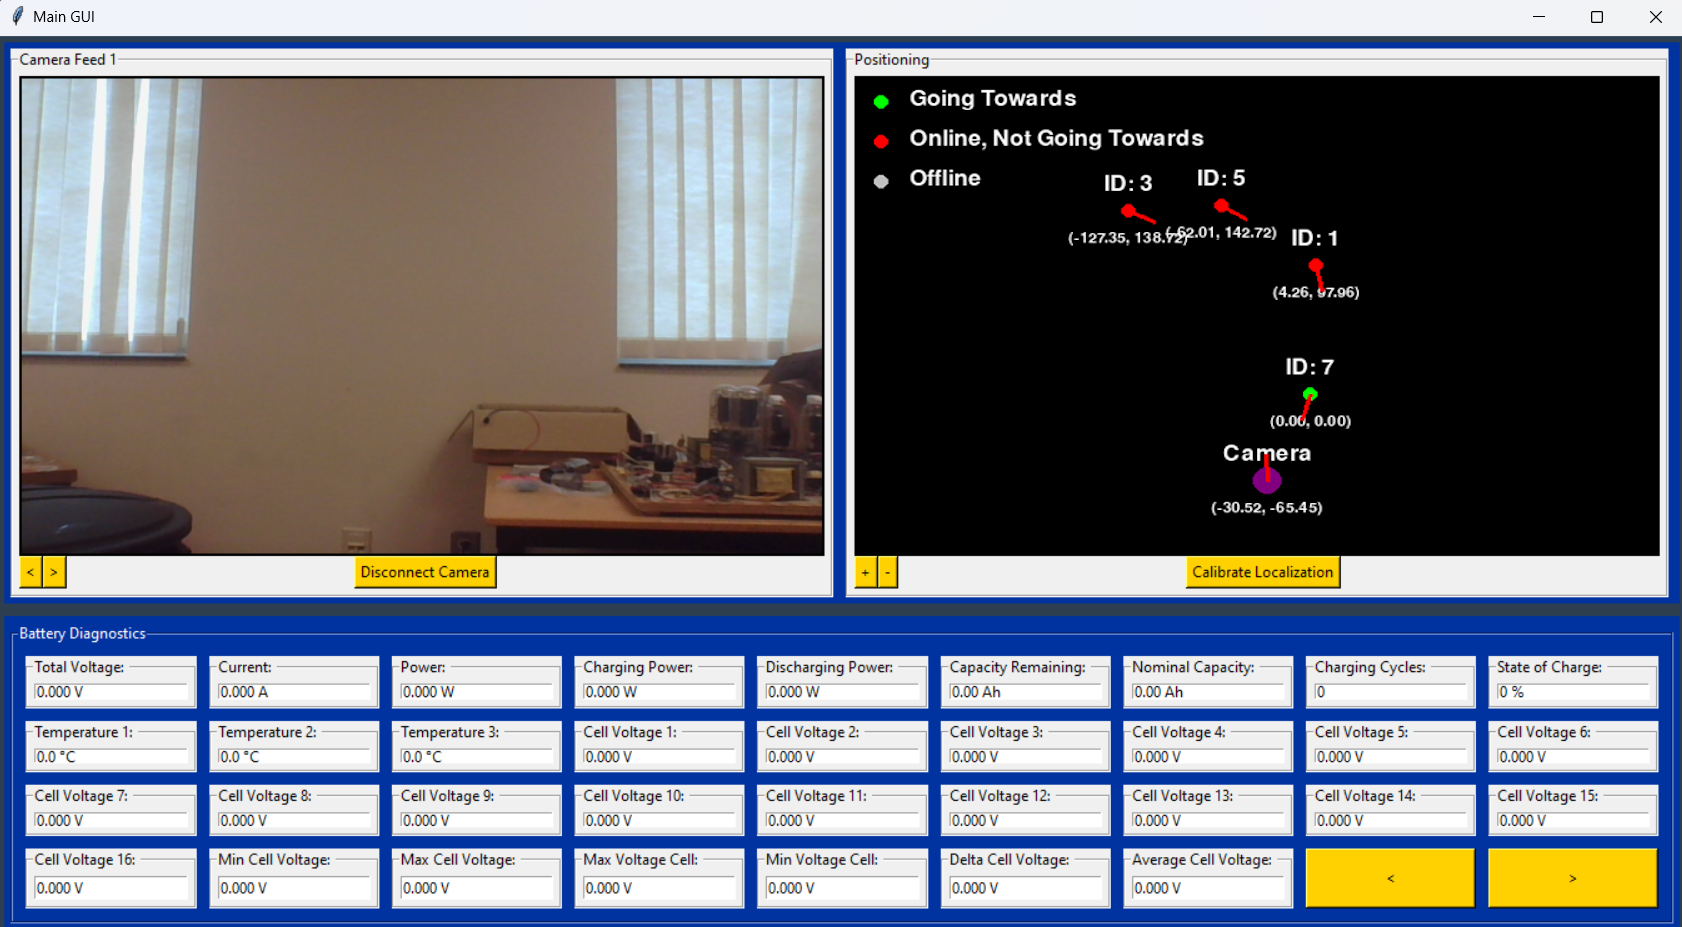 Main GUI
Camera Feed 1
< >
Disconnect Camera
Positioning
Going Towards
Online, Not Going Towards
Offline
ID: 3
(-127.35, 138.72)
ID: 5
(-62.01, 142.72)
ID: 1
(4.26, 97.96)
ID: 7
(0.00, 0.00)
Camera
(-30.52, -65.45)
+ -
Calibrate Localization
Battery Diagnostics
Total Voltage:
0.000 V
Current:
0.000 A
Power:
0.000 W
Charging Power:
0.000 W
Discharging Power:
0.000 W
Capacity Remaining:
0.00 Ah
Nominal Capacity:
0.00 Ah
Charging Cycles:
0
State of Charge:
0 %
Temperature 1:
0.0 °C
Temperature 2:
0.0 °C
Temperature 3:
0.0 °C
Cell Voltage 1:
0.000 V
Cell Voltage 2:
0.000 V
Cell Voltage 3:
0.000 V
Cell Voltage 4:
0.000 V
Cell Voltage 5:
0.000 V
Cell Voltage 6:
0.000 V
Cell Voltage 7:
0.000 V
Cell Voltage 8:
0.000 V
Cell Voltage 9:
0.000 V
Cell Voltage 10:
0.000 V
Cell Voltage 11:
0.000 V
Cell Voltage 12:
0.000 V
Cell Voltage 13:
0.000 V
Cell Voltage 14:
0.000 V
Cell Voltage 15:
0.000 V
Cell Voltage 16:
0.000 V
Min Cell Voltage:
0.000 V
Max Cell Voltage:
0.000 V
Max Voltage Cell:
0.000 V
Min Voltage Cell:
0.000 V
Delta Cell Voltage:
0.000 V
Average Cell Voltage:
0.000 V
<
>